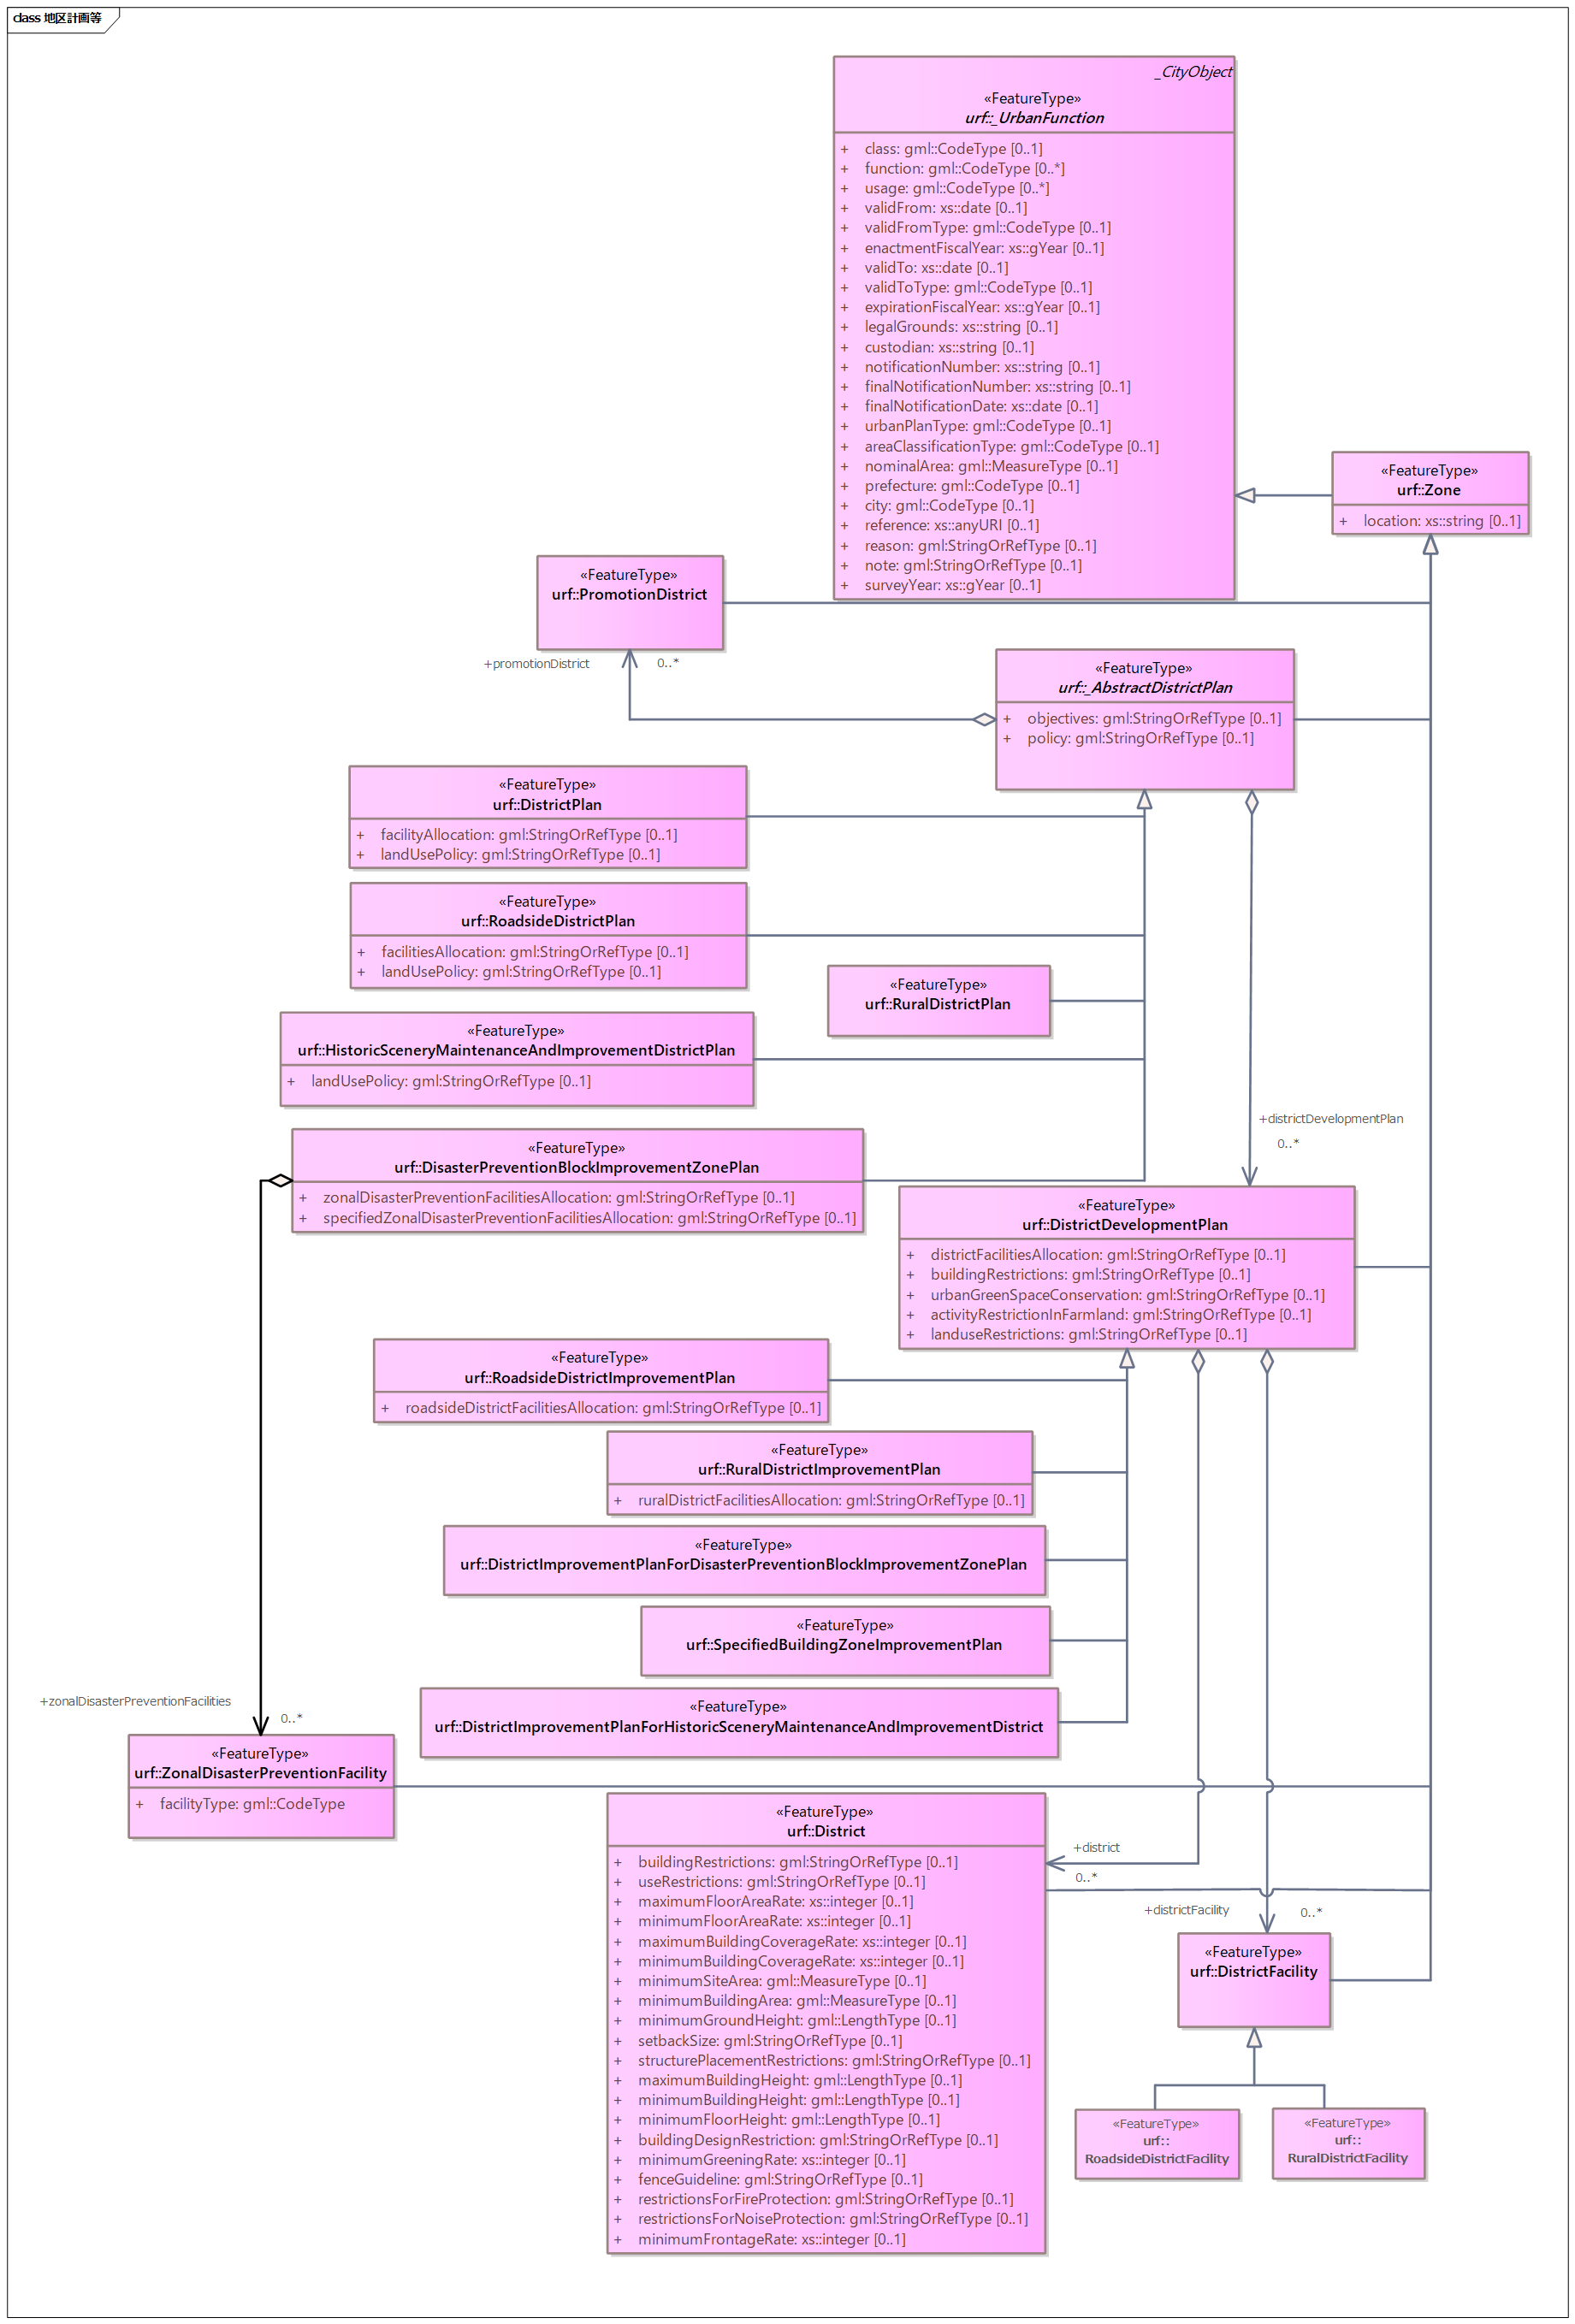 class 地区計画等
_CityObject
«FeatureType»
urf::_UrbanFunction
+ class: gml::CodeType [0..1]
+ function: gml::CodeType [0..*]
+ usage: gml::CodeType [0..*]
+ validFrom: xs::date [0..1]
+ validFromType: gml::CodeType [0..1]
+ enactmentFiscalYear: xs::gYear [0..1]
+ validTo: xs::date [0..1]
+ validToType: gml::CodeType [0..1]
+ expirationFiscalYear: xs::gYear [0..1]
+ legalGrounds: xs::string [0..1]
+ custodian: xs::string [0..1]
+ notificationNumber: xs::string [0..1]
+ finalNotificationNumber: xs::string [0..1]
+ finalNotificationDate: xs::date [0..1]
+ urbanPlanType: gml::CodeType [0..1]
+ areaClassificationType: gml::CodeType [0..1]
+ nominalArea: gml::MeasureType [0..1]
+ prefecture: gml::CodeType [0..1]
+ city: gml::CodeType [0..1]
+ reference: xs::anyURI [0..1]
+ reason: gml:StringOrRefType [0..1]
+ note: gml:StringOrRefType [0..1]
+ surveyYear: xs::gYear [0..1]
«FeatureType»
urf::Zone
+ location: xs::string [0..1]
«FeatureType»
urf::PromotionDistrict
+promotionDistrict
0..*
«FeatureType»
urf::_AbstractDistrictPlan
+ objectives: gml:StringOrRefType [0..1]
+ policy: gml:StringOrRefType [0..1]
«FeatureType»
urf::DistrictPlan
+ facilityAllocation: gml:StringOrRefType [0..1]
+ landUsePolicy: gml:StringOrRefType [0..1]
«FeatureType»
urf::RoadsideDistrictPlan
+ facilitiesAllocation: gml:StringOrRefType [0..1]
+ landUsePolicy: gml:StringOrRefType [0..1]
«FeatureType»
urf::RuralDistrictPlan
«FeatureType»
urf::HistoricSceneryMaintenanceAndImprovementDistrictPlan
+ landUsePolicy: gml:StringOrRefType [0..1]
+districtDevelopmentPlan
0..*
«FeatureType»
urf::DisasterPreventionBlockImprovementZonePlan
+ zonalDisasterPreventionFacilitiesAllocation: gml:StringOrRefType [0..1]
+ specifiedZonalDisasterPreventionFacilitiesAllocation: gml:StringOrRefType [0..1]
«FeatureType»
urf::DistrictDevelopmentPlan
+ districtFacilitiesAllocation: gml:StringOrRefType [0..1]
+ buildingRestrictions: gml:StringOrRefType [0..1]
+ urbanGreenSpaceConservation: gml:StringOrRefType [0..1]
+ activityRestrictionInFarmland: gml:StringOrRefType [0..1]
+ landuseRestrictions: gml:StringOrRefType [0..1]
«FeatureType»
urf::RoadsideDistrictImprovementPlan
+ roadsideDistrictFacilitiesAllocation: gml:StringOrRefType [0..1]
«FeatureType»
urf::RuralDistrictImprovementPlan
+ ruralDistrictFacilitiesAllocation: gml:StringOrRefType [0..1]
«FeatureType»
urf::DistrictImprovementPlanForDisasterPreventionBlockImprovementZonePlan
«FeatureType»
urf::SpecifiedBuildingZoneImprovementPlan
«FeatureType»
urf::DistrictImprovementPlanForHistoricSceneryMaintenanceAndImprovementDistrict
+zonalDisasterPreventionFacilities
0..*
«FeatureType»
urf::ZonalDisasterPreventionFacility
+ facilityType: gml::CodeType
«FeatureType»
urf::District
+ buildingRestrictions: gml:StringOrRefType [0..1]
+ useRestrictions: gml:StringOrRefType [0..1]
+ maximumFloorAreaRate: xs::integer [0..1]
+ minimumFloorAreaRate: xs::integer [0..1]
+ maximumBuildingCoverageRate: xs::integer [0..1]
+ minimumBuildingCoverageRate: xs::integer [0..1]
+ minimumSiteArea: gml::MeasureType [0..1]
+ minimumBuildingArea: gml::MeasureType [0..1]
+ minimumGroundHeight: gml::LengthType [0..1]
+ setbackSize: gml:StringOrRefType [0..1]
+ structurePlacementRestrictions: gml:StringOrRefType [0..1]
+ maximumBuildingHeight: gml::LengthType [0..1]
+ minimumBuildingHeight: gml::LengthType [0..1]
+ minimumFloorHeight: gml::LengthType [0..1]
+ buildingDesignRestriction: gml:StringOrRefType [0..1]
+ minimumGreeningRate: xs::integer [0..1]
+ fenceGuideline: gml:StringOrRefType [0..1]
+ restrictionsForFireProtection: gml:StringOrRefType [0..1]
+ restrictionsForNoiseProtection: gml:StringOrRefType [0..1]
+ minimumFrontageRate: xs::integer [0..1]
+district
0..*
+districtFacility
0..*
«FeatureType»
urf::DistrictFacility
«FeatureType»
urf::
RoadsideDistrictFacility
«FeatureType»
urf::
RuralDistrictFacility